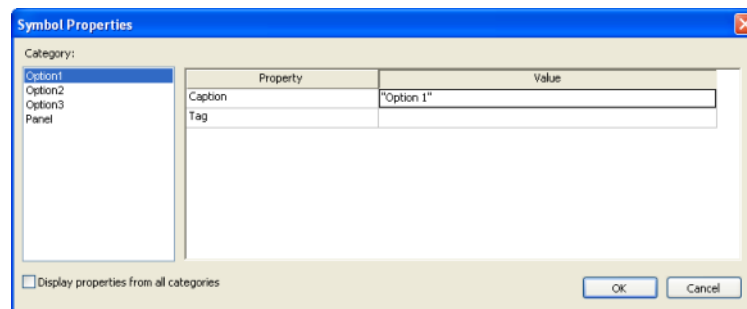 Symbol Properties
Category:
Option1
Option2
Option3
Panel
Property Value
Caption "Option 1"
Tag
Display properties from all categories
OK Cancel